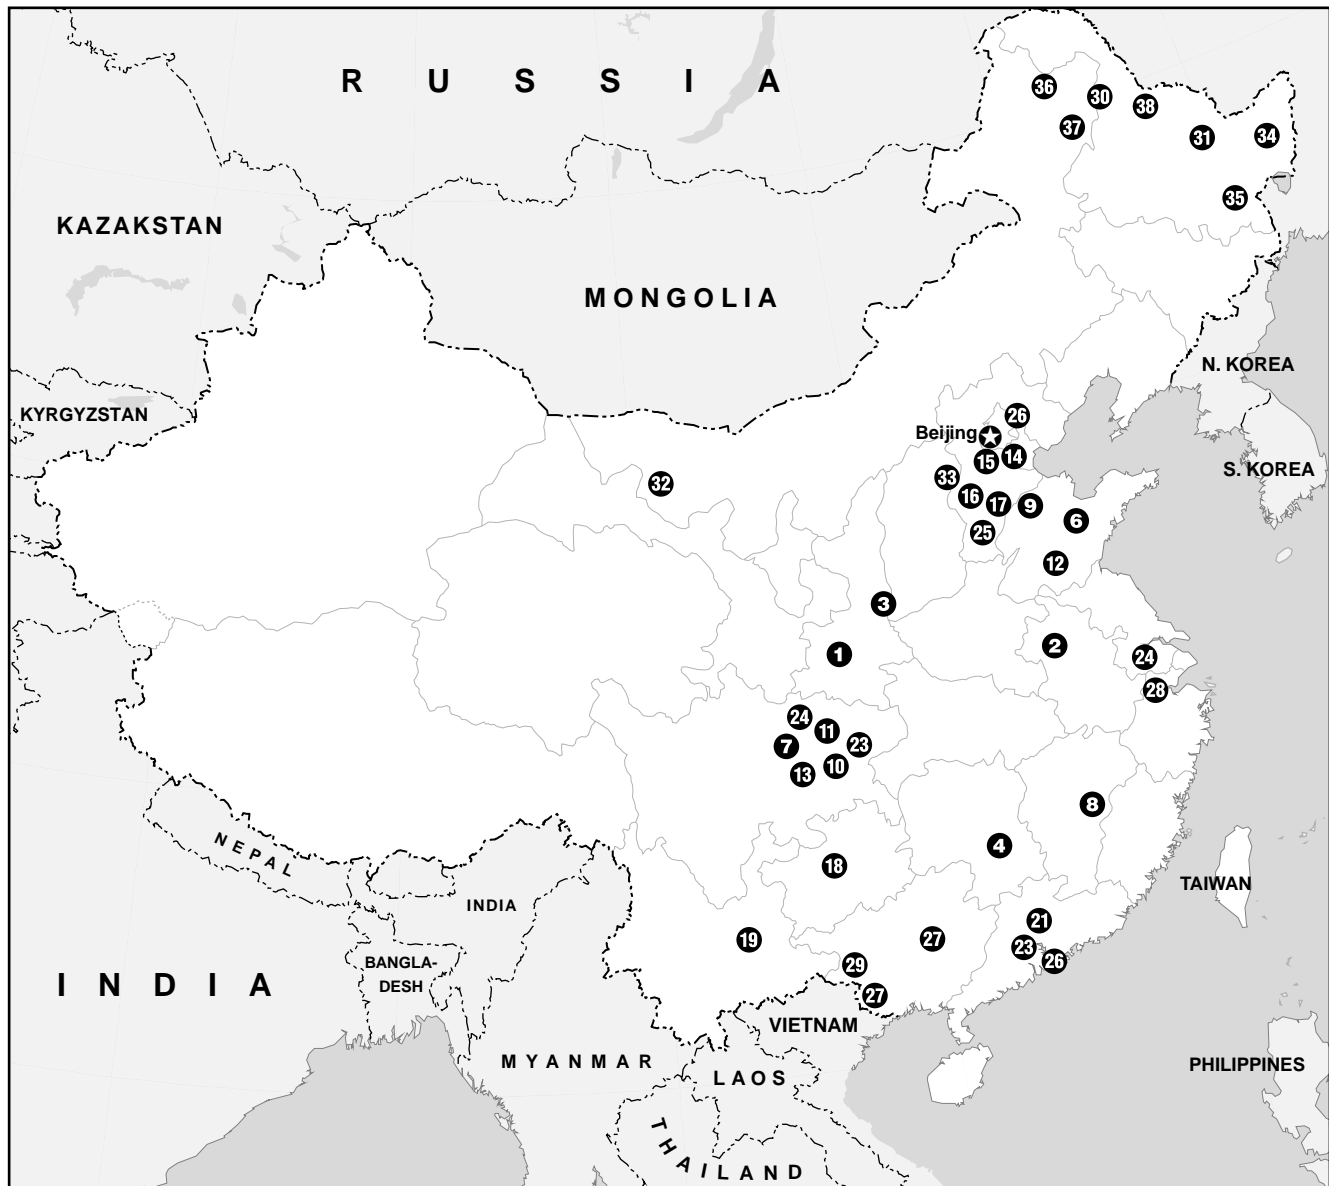 RUSSIA
36
30
38
37
31
34
35
KAZAKSTAN
MONGOLIA
N. KOREA
KYRGYZSTAN
26
Beijing
15
14
S. KOREA
33
32
16
17
9
6
25
12
3
1
2
24
28
24
11
7
23
10
13
8
4
18
NEPAL
TAIWAN
INDIA
21
19
27
23
26
BANGLA-
DESH
29
INDIA
27
VIETNAM
MYANMAR
LAOS
PHILIPPINES
THAILAND